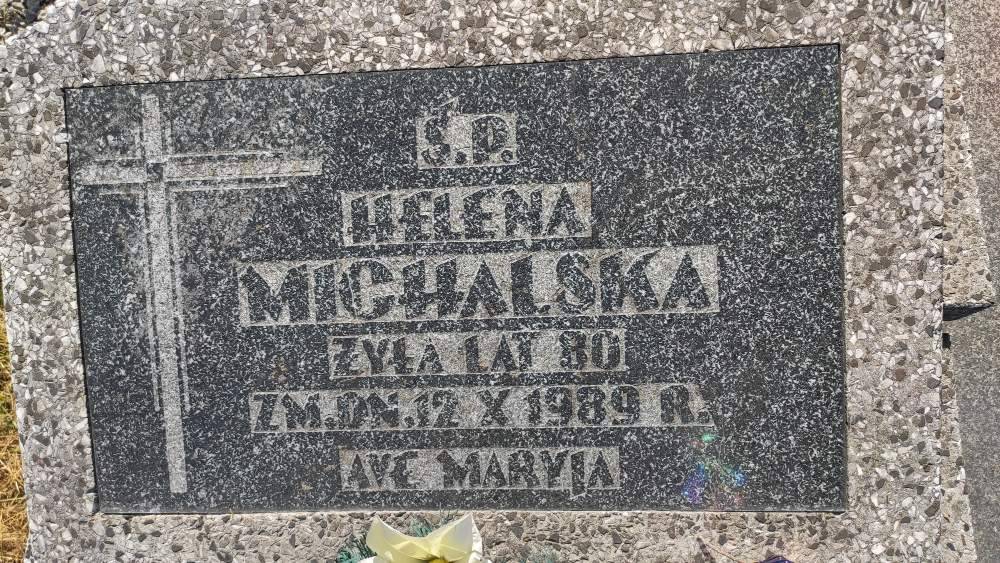 Ś.P.
HELENA
MICHALSKA
ŻYŁA LAT 80
ZM.DN.12 X 1989 R.
AVE MARYJA